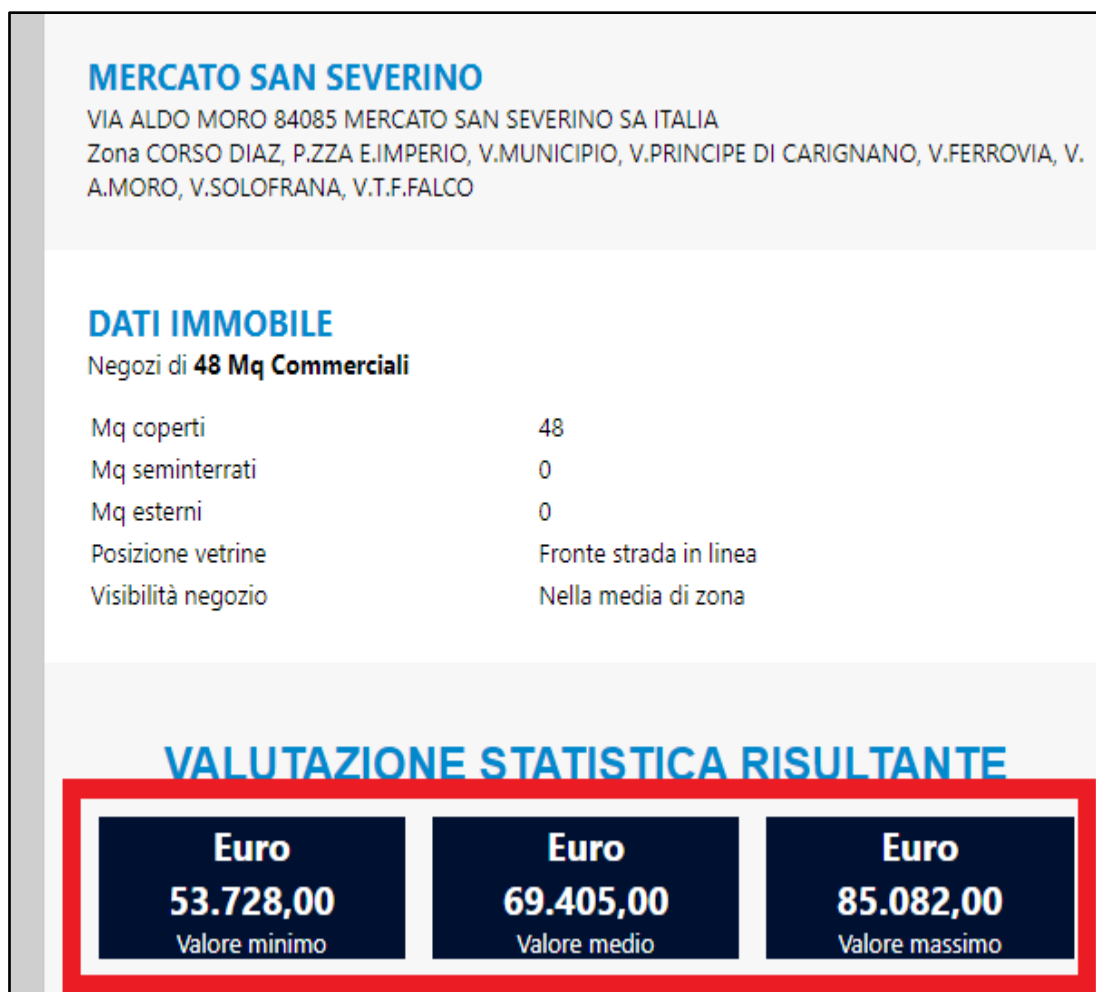 MERCATO SAN SEVERINO
VIA ALDO MORO 84085 MERCATO SAN SEVERINO SA ITALIA
Zona CORSO DIAZ, P.ZZA E.IMPERIO, V.MUNICIPIO, V.PRINCIPE DI CARIGNANO, V.FERROVIA, V.
A.MORO, V.SOLOFRANA, V.T.F.FALCO
DATI IMMOBILE
Negozi di 48 Mq Commerciali
Mq coperti 48
Mq seminterrati 0
Mq esterni 0
Posizione vetrine Fronte strada in linea
Visibilità negozio Nella media di zona
VALUTAZIONE STATISTICA RISULTANTE
Euro Euro Euro
53.728,00 69.405,00 85.082,00
Valore minimo Valore medio Valore massimo